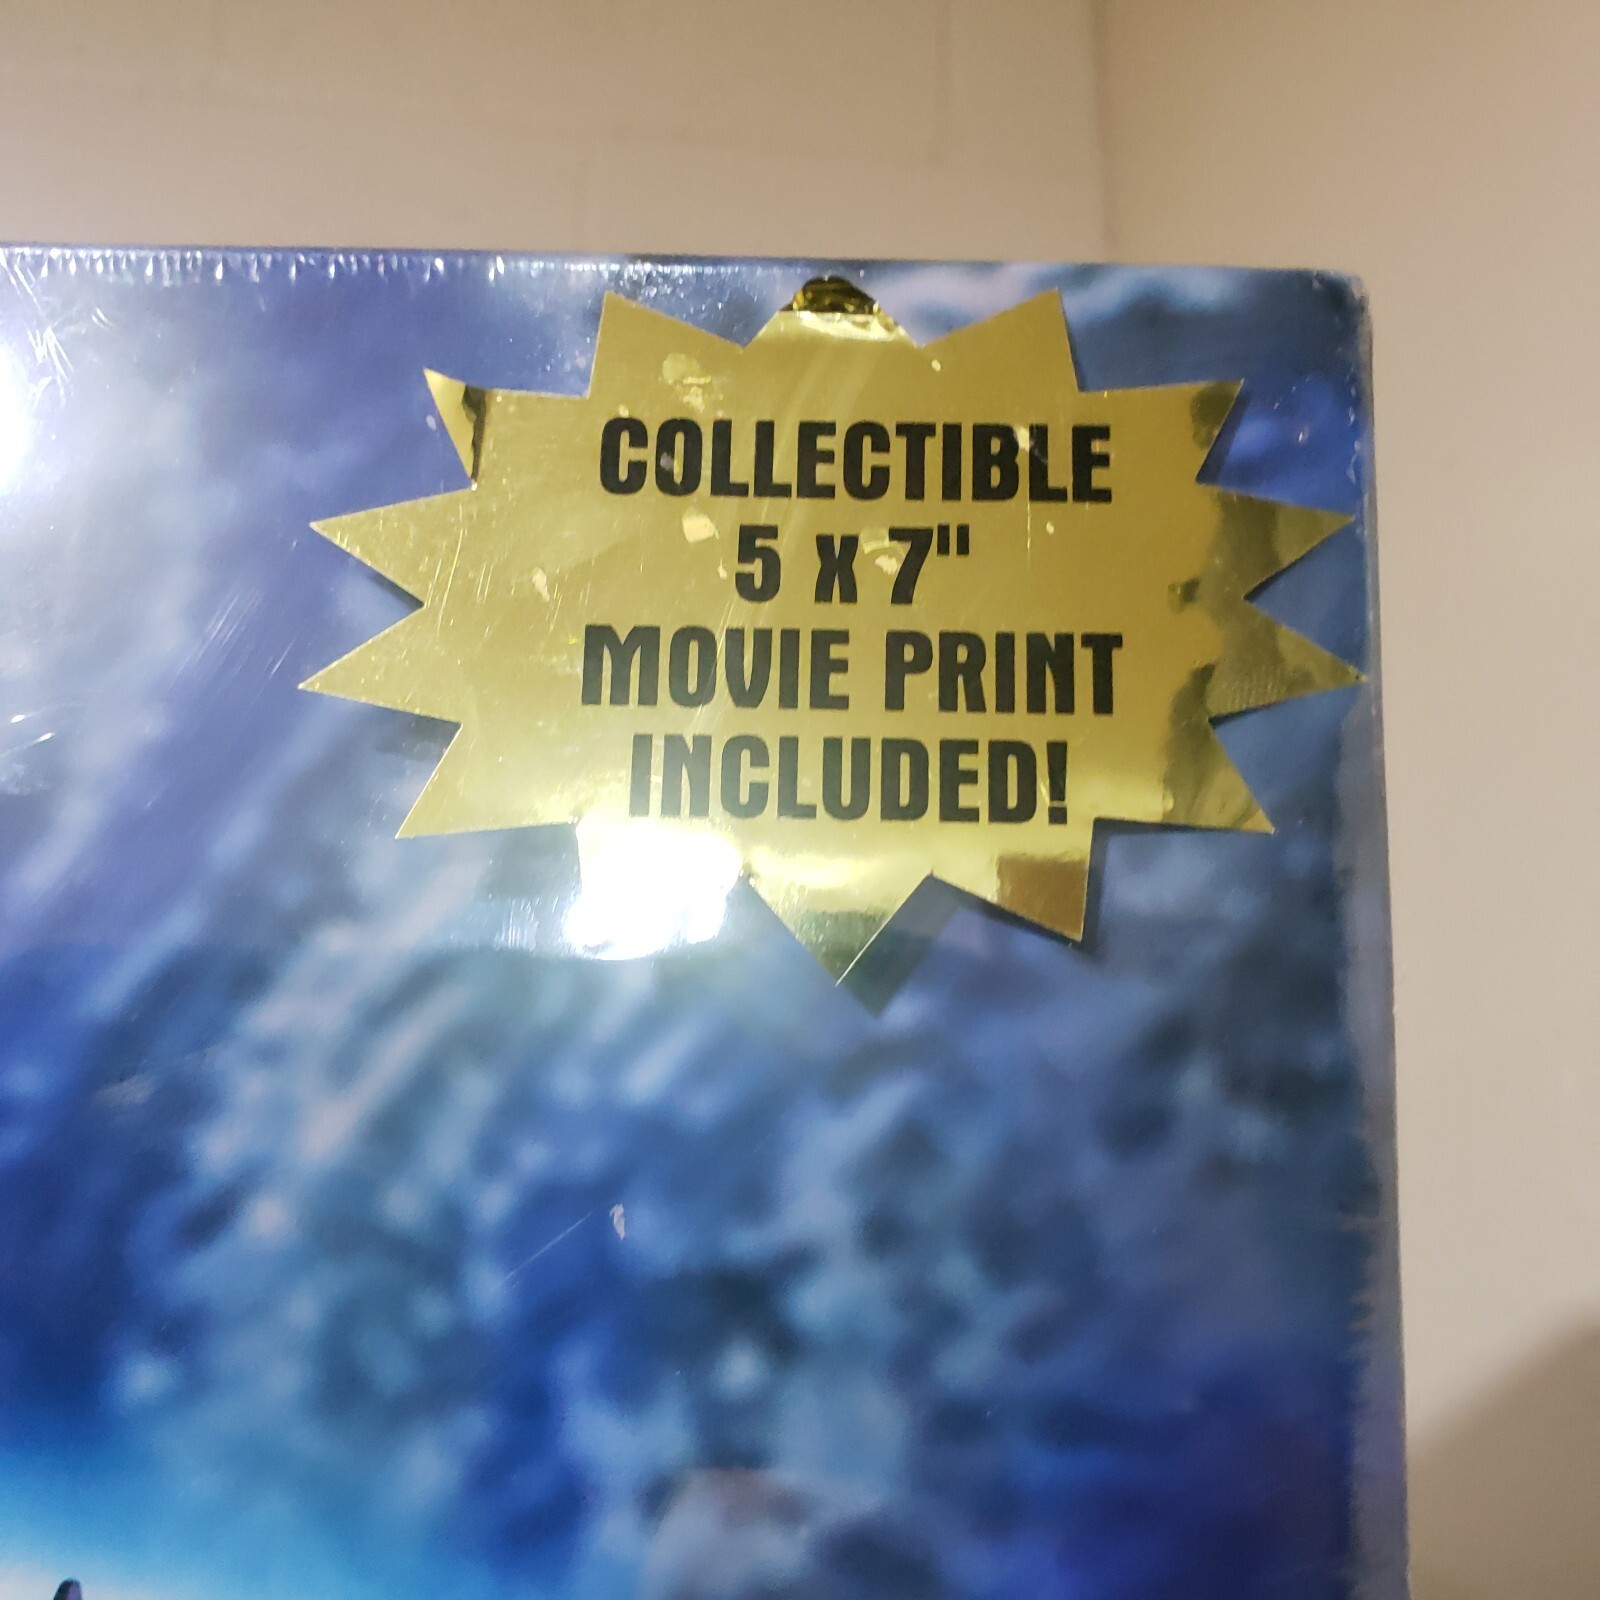 COLLECTIBLE
5 x 7"
MOVIE PRINT
INCLUDED!